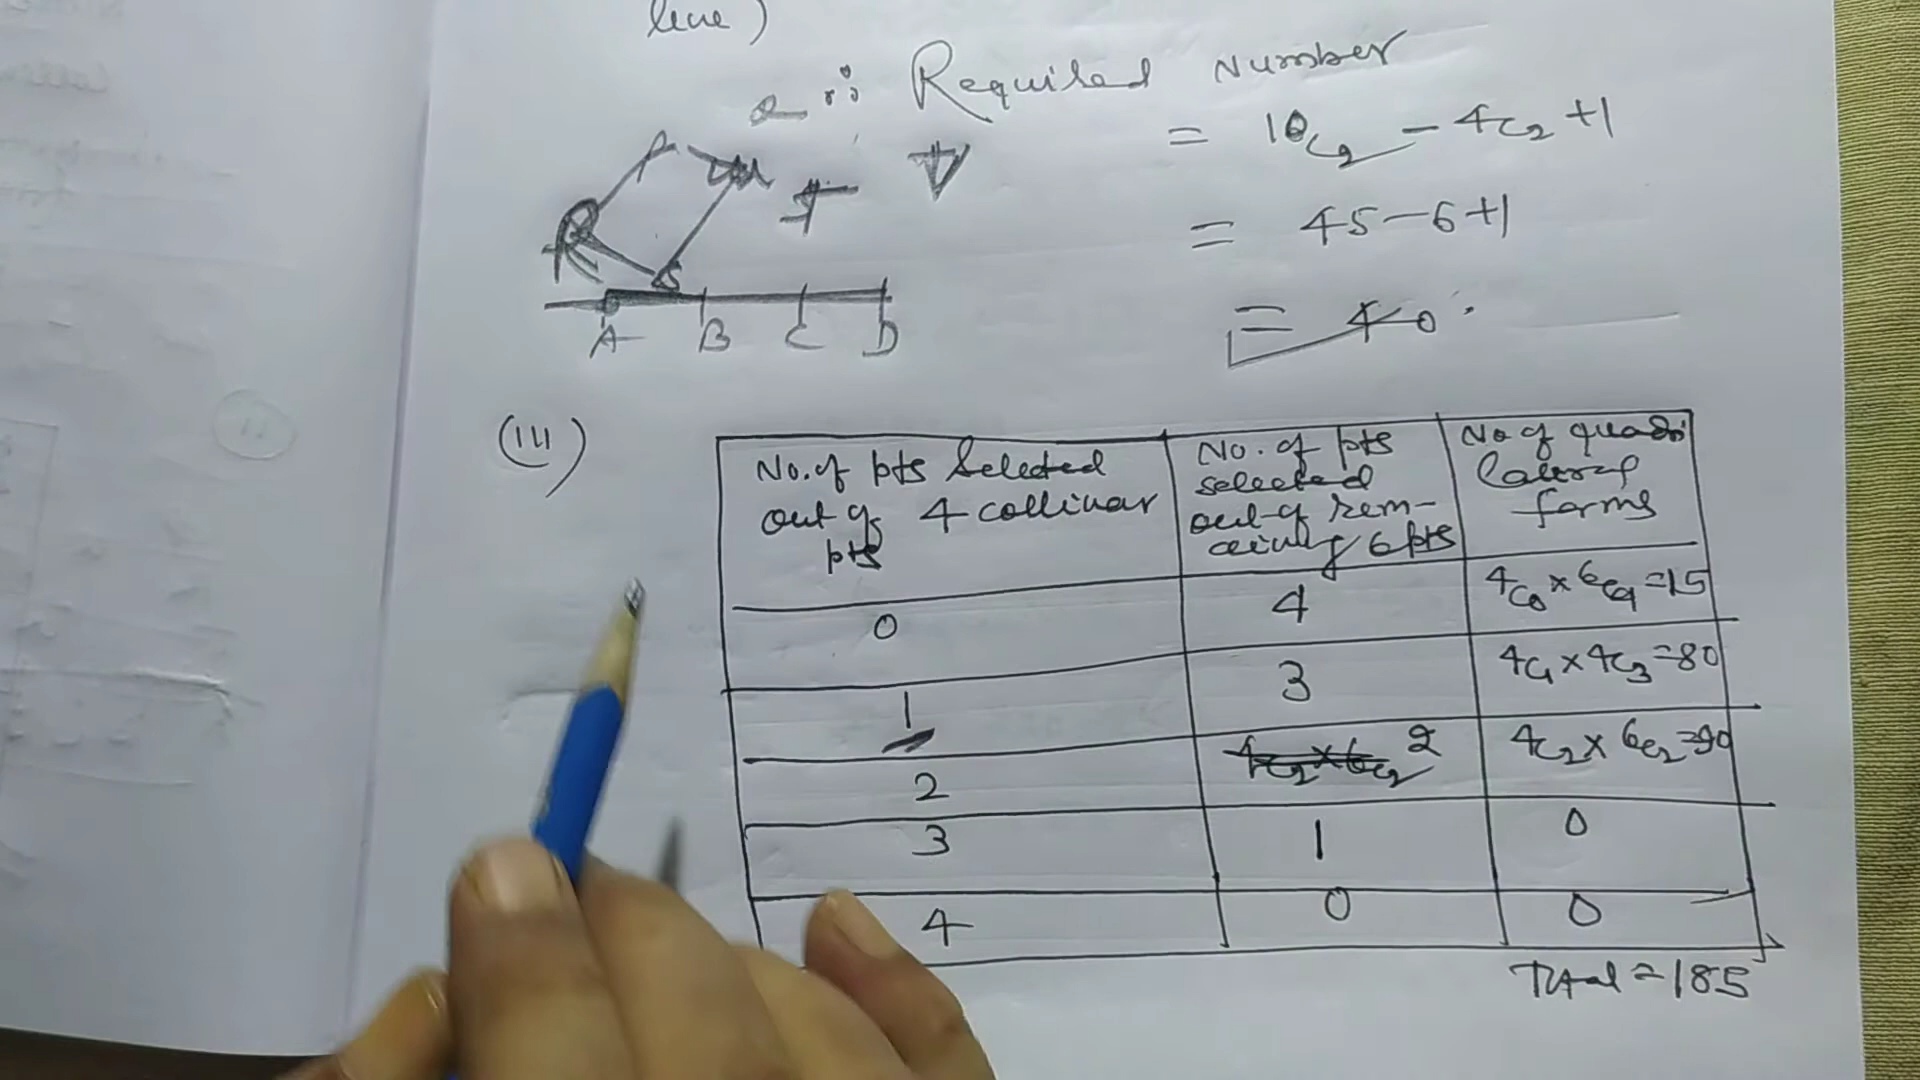 line)
∴ Required Number
= 10c₂ - 4c₂ + 1
= 45 - 6 + 1
= 40.
P
S
A B C D
(III)
No. of pts Selected out of 4 collinear pts
No. of pts selected out of remaining 6 pts
No of quadrilateral forms
0 4 4c₀ × 6c₄ = 15
1 3 4c₁ × 4c₃ = 80
2 2 4c₂ × 6c₂ = 90
3 1 0
4 0 0
Total = 185